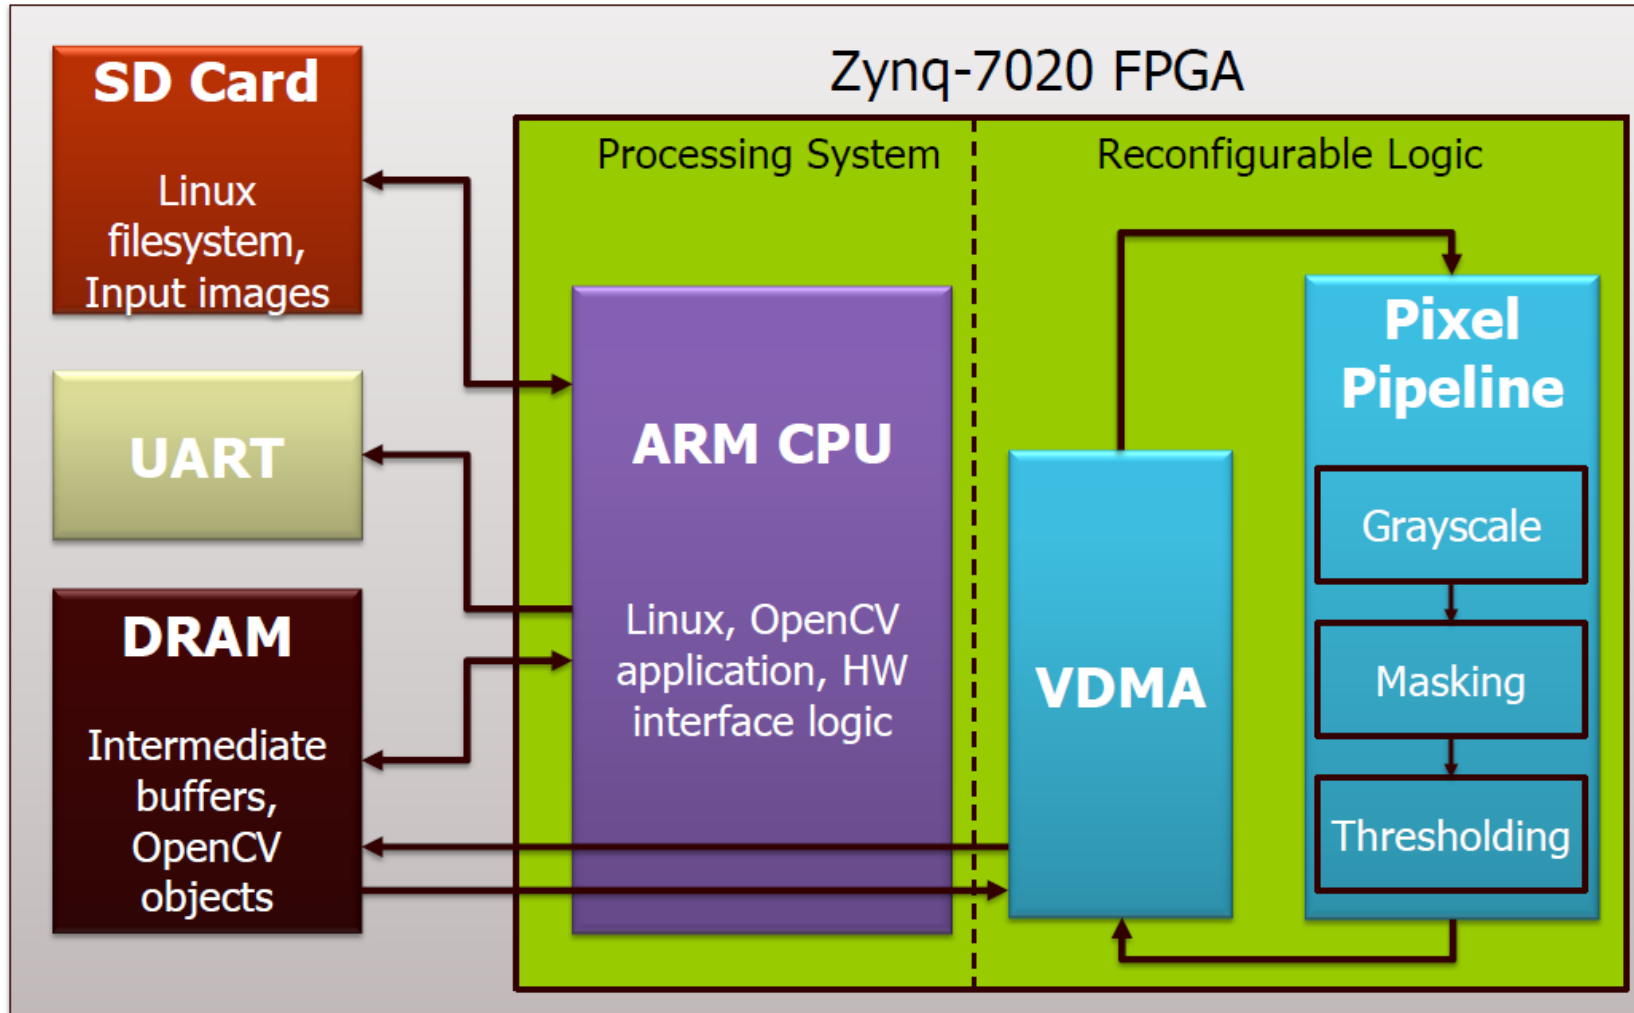 Zynq-7020 FPGA
SD Card
Linux
filesystem,
Input images
UART
DRAM
Intermediate
buffers,
OpenCV
objects
Processing System
ARM CPU
Linux, OpenCV
application, HW
interface logic
Reconfigurable Logic
VDMA
Pixel
Pipeline
Grayscale
Masking
Thresholding